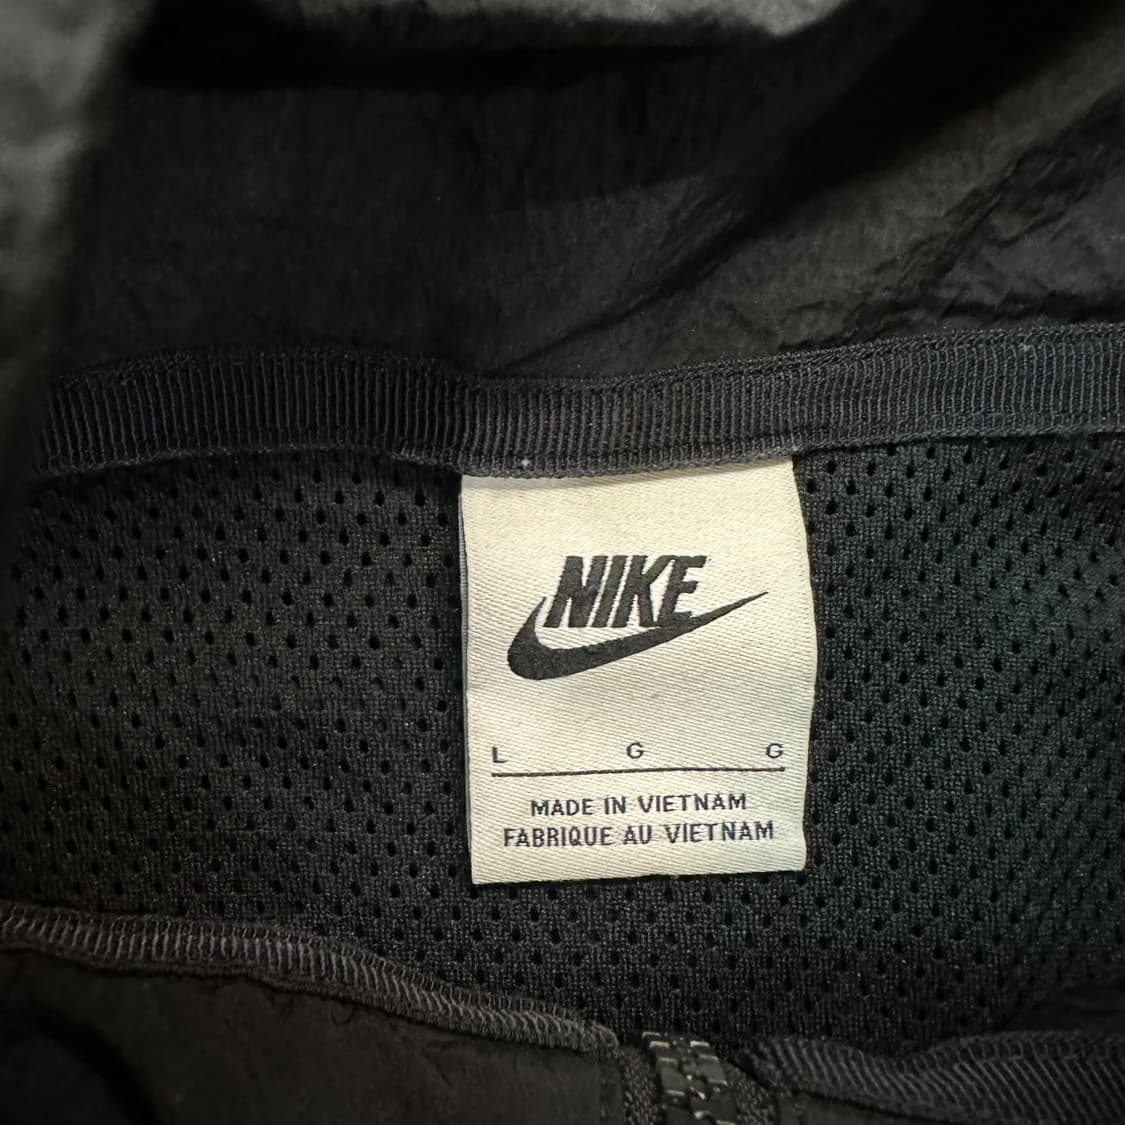 NIKE
L G G
MADE IN VIETNAM
FABRIQUE AU VIETNAM